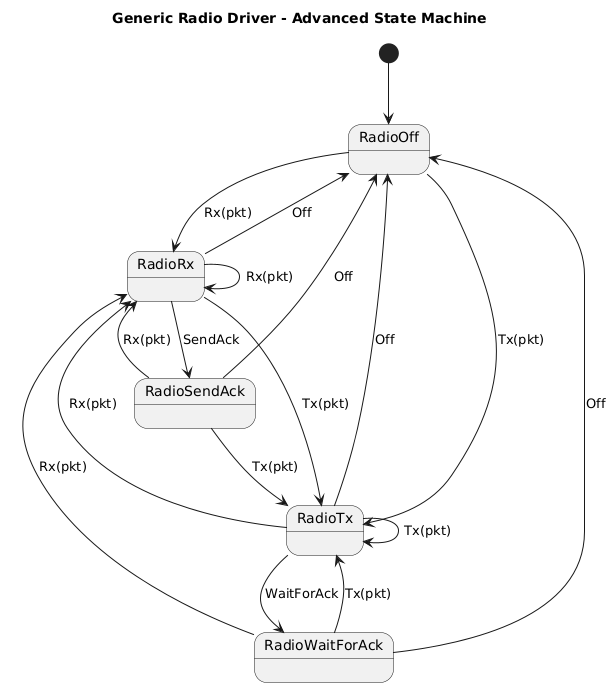 Generic Radio Driver - Advanced State Machine
RadioOff
Rx(pkt)
Off
RadioRx
Rx(pkt)
Off
Rx(pkt)
SendAck
Off
Tx(pkt)
RadioSendAck
Rx(pkt)
Tx(pkt)
Off
Rx(pkt)
Tx(pkt)
RadioTx
Tx(pkt)
WaitForAck
Tx(pkt)
RadioWaitForAck